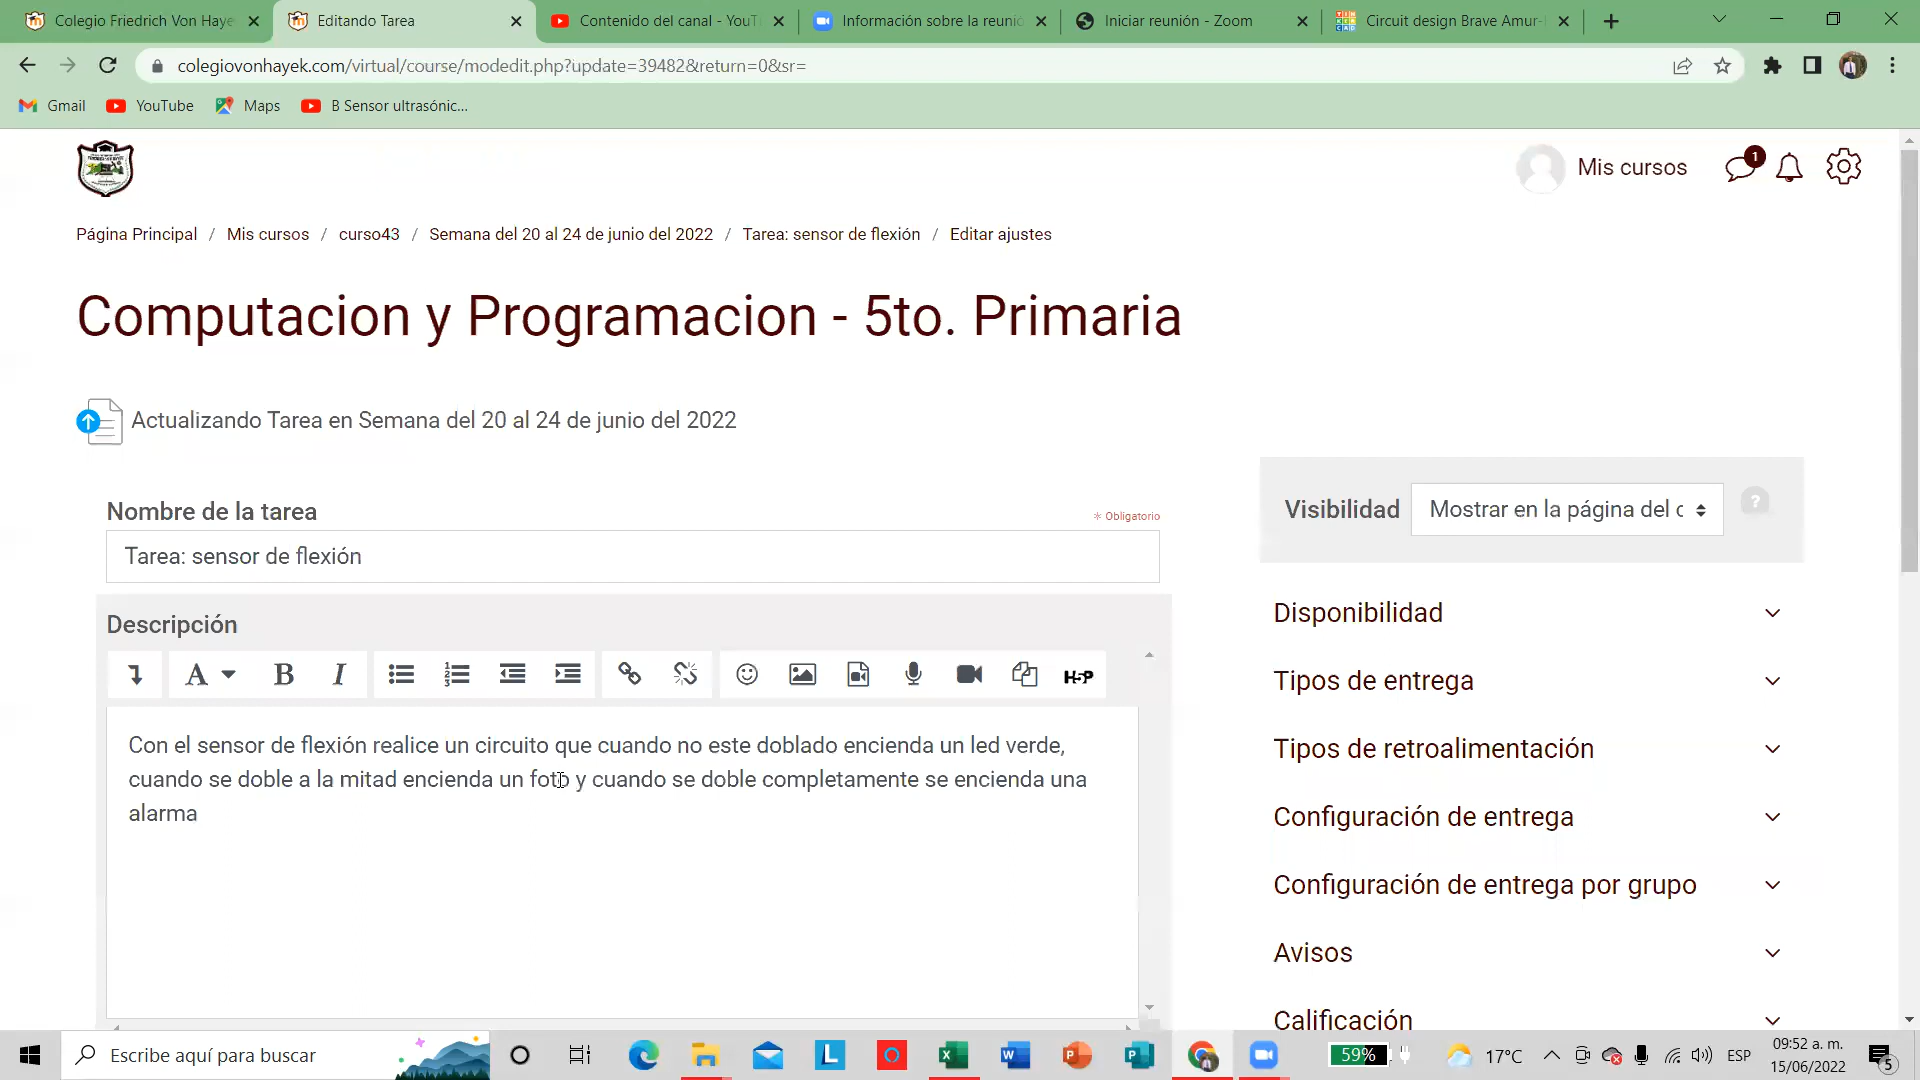 Colegio Friedrich Von Haye
Editando Tarea
Contenido del canal - YouT
Información sobre la reunió
Iniciar reunión - Zoom
Circuit design Brave Amur-
colegiovonhayek.com/virtual/course/modedit.php?update=39482&return=0&sr=
Gmail
YouTube
Maps
B Sensor ultrasónic...
Mis cursos
1
Página Principal / Mis cursos / curso43 / Semana del 20 al 24 de junio del 2022 / Tarea: sensor de flexión / Editar ajustes
Computacion y Programacion - 5to. Primaria
Actualizando Tarea en Semana del 20 al 24 de junio del 2022
Nombre de la tarea
Obligatorio
Tarea: sensor de flexión
Descripción
A
B
I
H5P
Con el sensor de flexión realice un circuito que cuando no este doblado encienda un led verde,
cuando se doble a la mitad encienda un foto y cuando se doble completamente se encienda una
alarma
Visibilidad
Mostrar en la página del c
?
Disponibilidad
Tipos de entrega
Tipos de retroalimentación
Configuración de entrega
Configuración de entrega por grupo
Avisos
Calificación
Escribe aquí para buscar
59%
17°C
ESP
09:52 a. m.
15/06/2022
5